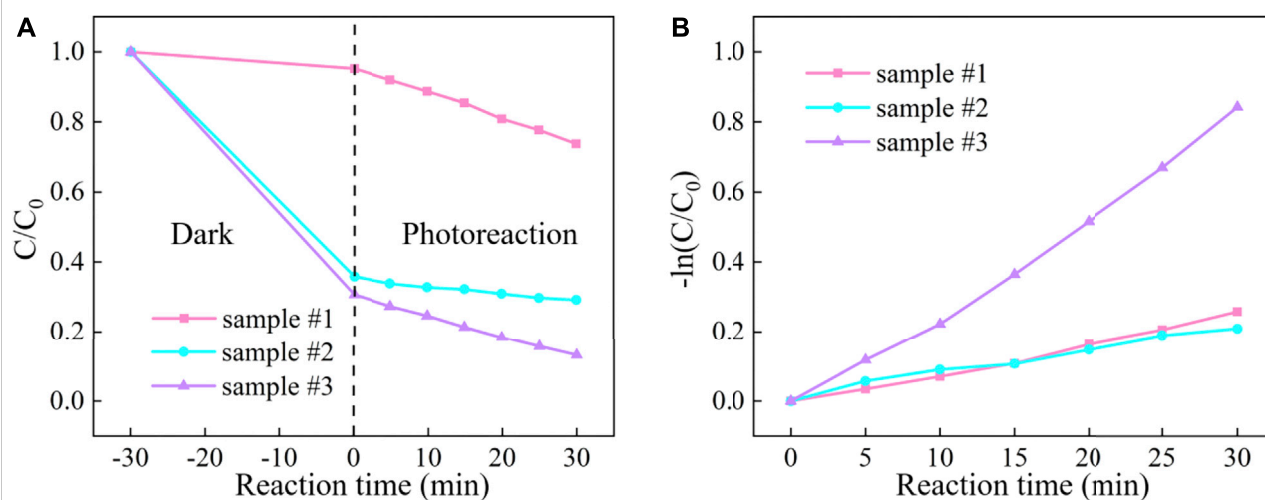 A
C/C0
1.0
0.8
0.6
0.4
0.2
0.0
Dark
Photoreaction
sample #1
sample #2
sample #3
-30
-20
-10
0
10
20
30
Reaction time (min)
B
-ln(C/C0)
1.0
0.8
0.6
0.4
0.2
0.0
sample #1
sample #2
sample #3
0
5
10
15
20
25
30
Reaction time (min)